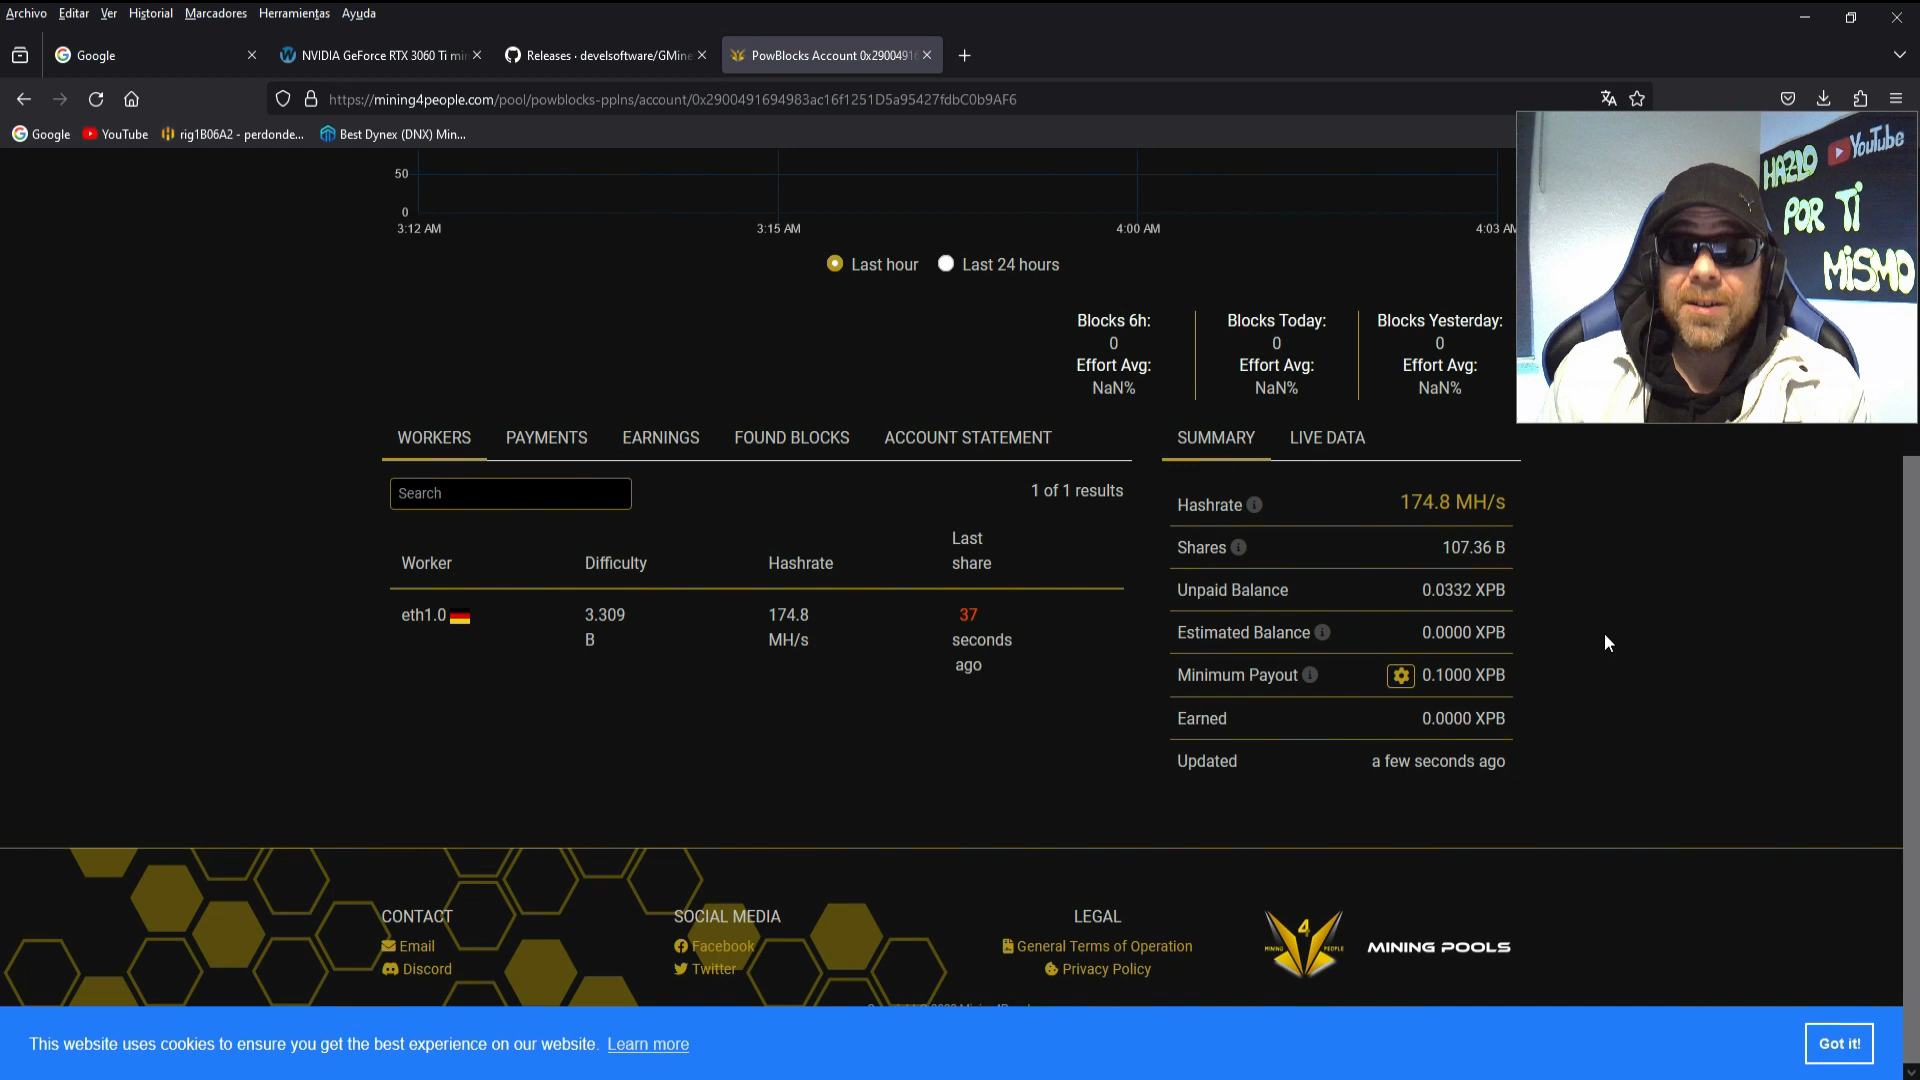 Archivo Editar Ver Historial Marcadores Herramientas Ayuda
Google
NVIDIA GeForce RTX 3060 Ti mi
Releases · develsoftware/GMine
PowBlocks Account 0x2900491
https://mining4people.com/pool/powblocks-pplns/account/0x2900491694983ac16f1251D5a95427fdbC0b9AF6
Google YouTube rig1B06A2 - perdonde... Best Dynex (DNX) Min...
YouTube
HAZLO
POR TI
MiSMO
50
0
3:12 AM 3:15 AM 4:00 AM 4:03 AM
Last hour Last 24 hours
Blocks 6h: Blocks Today: Blocks Yesterday:
0 0 0
Effort Avg: Effort Avg: Effort Avg:
NaN% NaN% NaN%
WORKERS PAYMENTS EARNINGS FOUND BLOCKS ACCOUNT STATEMENT
Search
1 of 1 results
Worker Difficulty Hashrate Last share
eth1.0 3.309 B 174.8 MH/s 37 seconds ago
SUMMARY LIVE DATA
Hashrate 174.8 MH/s
Shares 107.36 B
Unpaid Balance 0.0332 XPB
Estimated Balance 0.0000 XPB
Minimum Payout 0.1000 XPB
Earned 0.0000 XPB
Updated a few seconds ago
CONTACT
Email
Discord
SOCIAL MEDIA
Facebook
Twitter
LEGAL
General Terms of Operation
Privacy Policy
4
MINING PEOPLE
MINING POOLS
This website uses cookies to ensure you get the best experience on our website. Learn more
Got it!